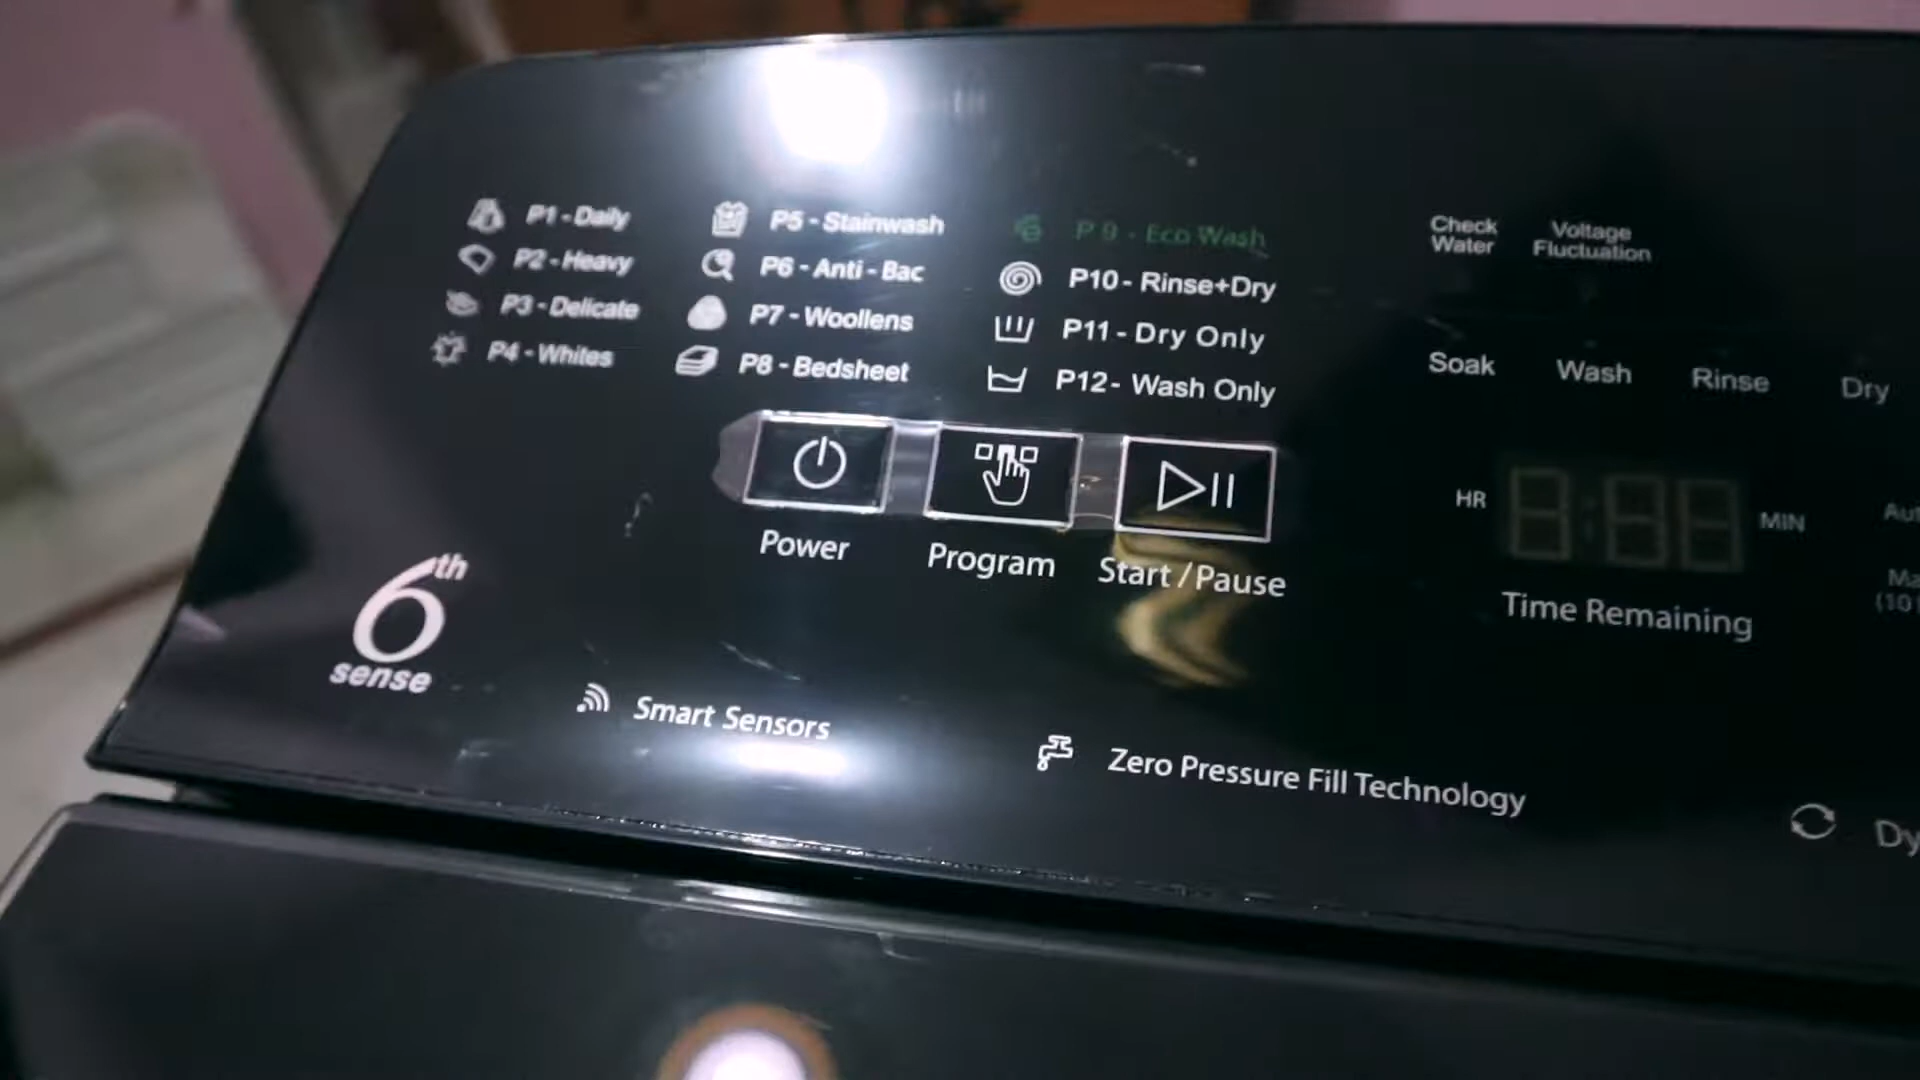 P1 - Daily
P2 - Heavy
P3 - Delicate
P4 - Whites
P5 - Stainwash
P6 - Anti - Bac
P7 - Woollens
P8 - Bedsheet
P 9 - Eco Wash
P10- Rinse+Dry
P11- Dry Only
P12- Wash Only
Check
Water
Voltage
Fluctuation
Soak Wash Rinse Dry
Power
Program
Start / Pause
HR
MIN
Time Remaining
6th
sense
Smart Sensors
Zero Pressure Fill Technology